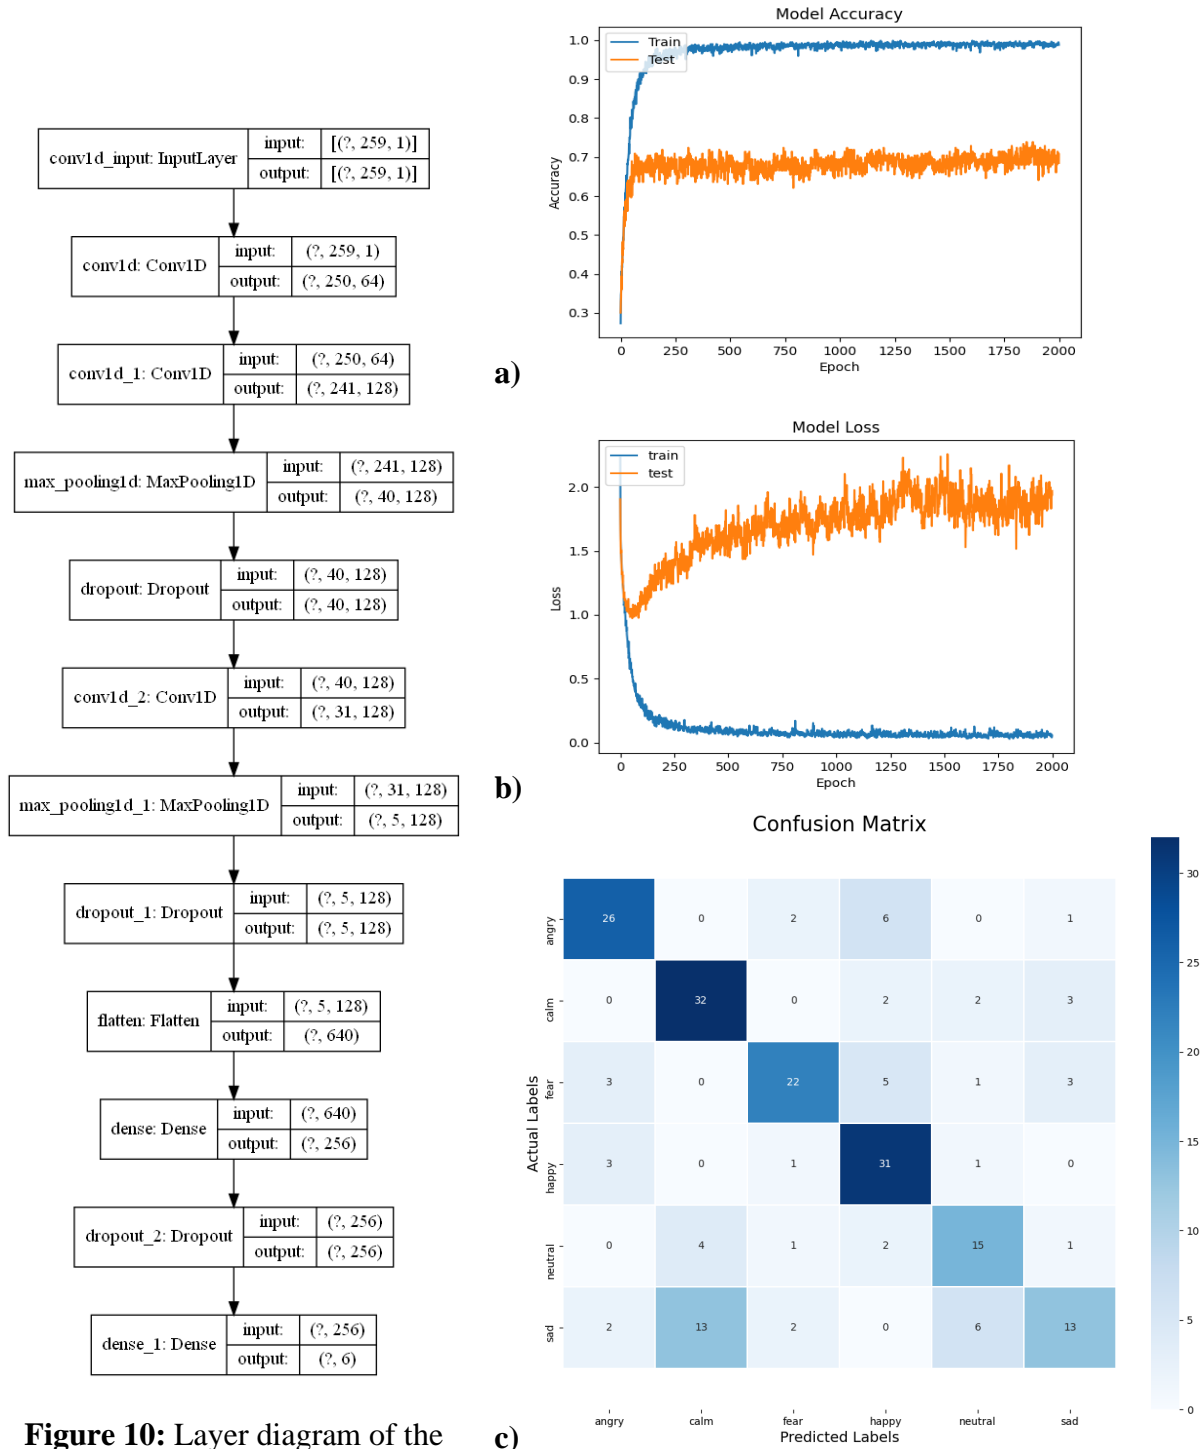 conv1d_input: InputLayer
input: [(?, 259, 1)]
output: [(?, 259, 1)]
conv1d: Conv1D
input: (?, 259, 1)
output: (?, 250, 64)
conv1d_1: Conv1D
input: (?, 250, 64)
output: (?, 241, 128)
max_pooling1d: MaxPooling1D
input: (?, 241, 128)
output: (?, 40, 128)
dropout: Dropout
input: (?, 40, 128)
output: (?, 40, 128)
conv1d_2: Conv1D
input: (?, 40, 128)
output: (?, 31, 128)
max_pooling1d_1: MaxPooling1D
input: (?, 31, 128)
output: (?, 5, 128)
dropout_1: Dropout
input: (?, 5, 128)
output: (?, 5, 128)
flatten: Flatten
input: (?, 5, 128)
output: (?, 640)
dense: Dense
input: (?, 640)
output: (?, 256)
dropout_2: Dropout
input: (?, 256)
output: (?, 256)
dense_1: Dense
input: (?, 256)
output: (?, 6)
Figure 10: Layer diagram of the
a)
Model Accuracy
Train
Test
Accuracy
1.0
0.9
0.8
0.7
0.6
0.5
0.4
0.3
0 250 500 750 1000 1250 1500 1750 2000
Epoch
b)
Model Loss
train
test
Loss
2.0
1.5
1.0
0.5
0.0
0 250 500 750 1000 1250 1500 1750 2000
Epoch
c)
Confusion Matrix
Actual Labels
angry 26 0 2 6 0 1
calm 0 32 0 2 2 3
fear 3 0 22 5 1 3
happy 3 0 1 31 1 0
neutral 0 4 1 2 15 1
sad 2 13 2 0 6 13
angry calm fear happy neutral sad
Predicted Labels
30
25
20
15
10
5
0